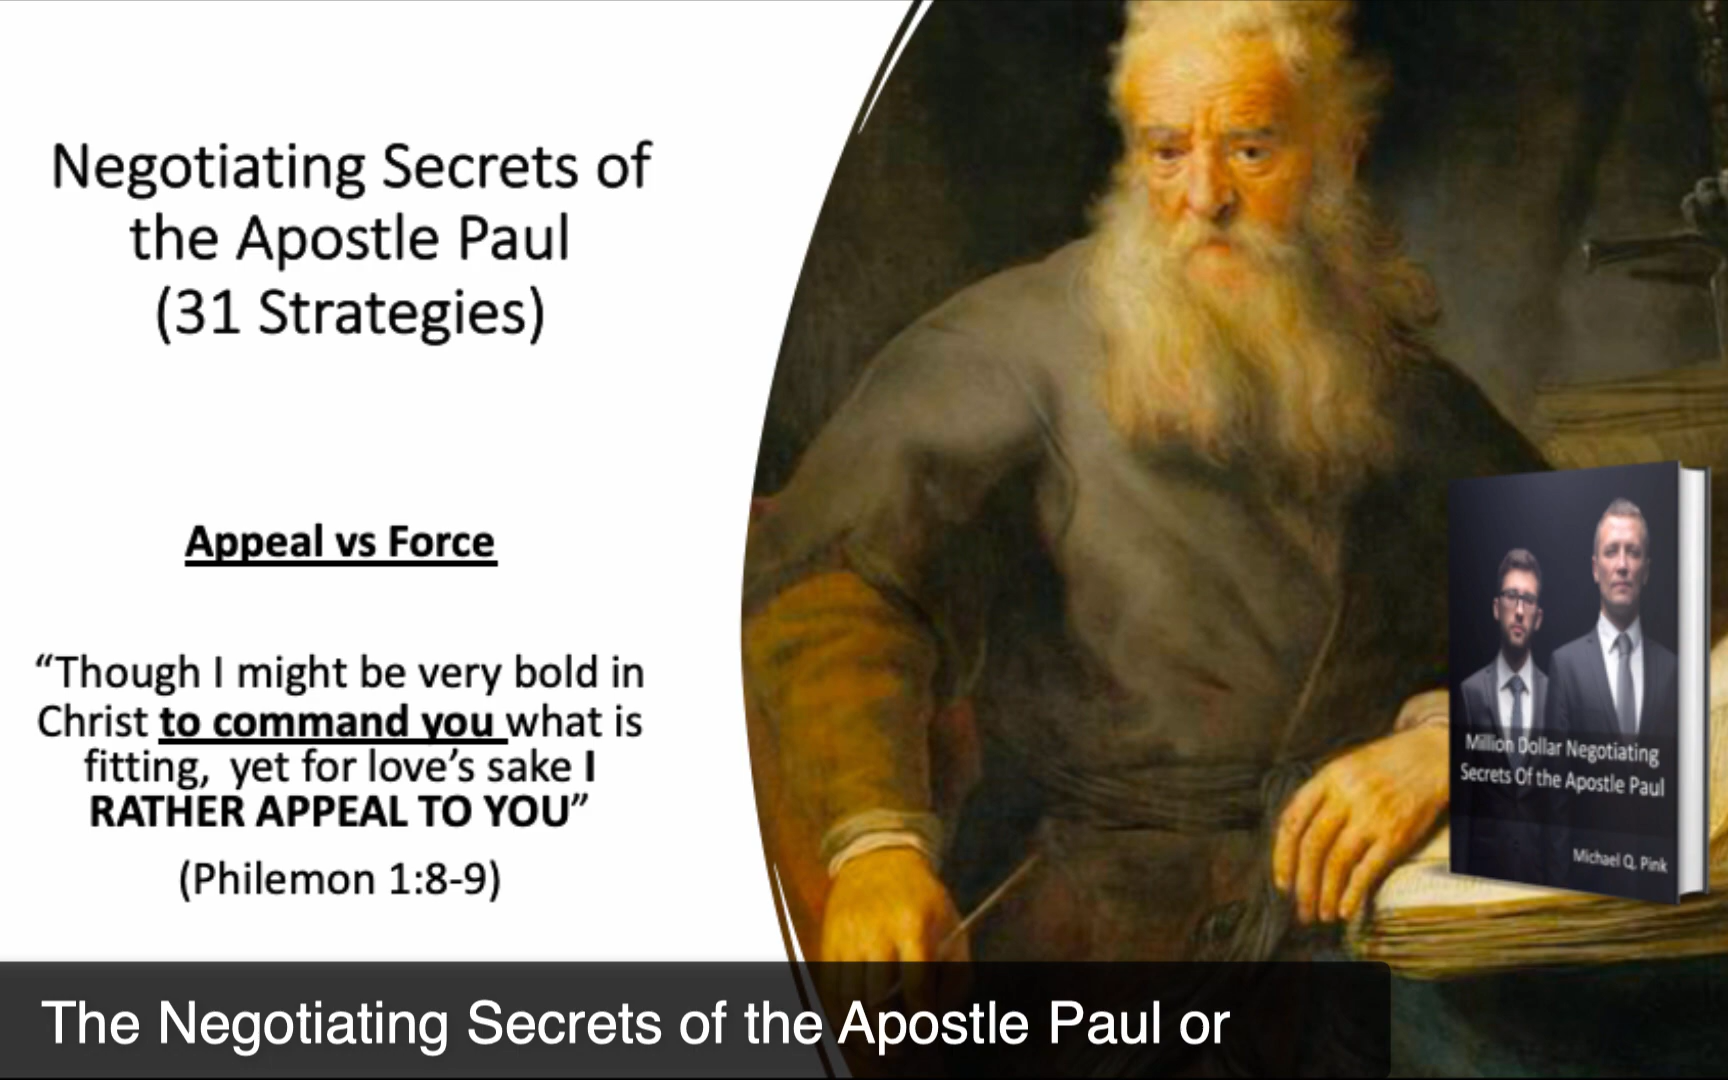 Negotiating Secrets of
the Apostle Paul
(31 Strategies)
Appeal vs Force
“Though I might be very bold in
Christ to command you what is
fitting, yet for love’s sake I
RATHER APPEAL TO YOU”
(Philemon 1:8-9)
Million Dollar Negotiating
Secrets Of the Apostle Paul
Michael Q. Pink
The Negotiating Secrets of the Apostle Paul or